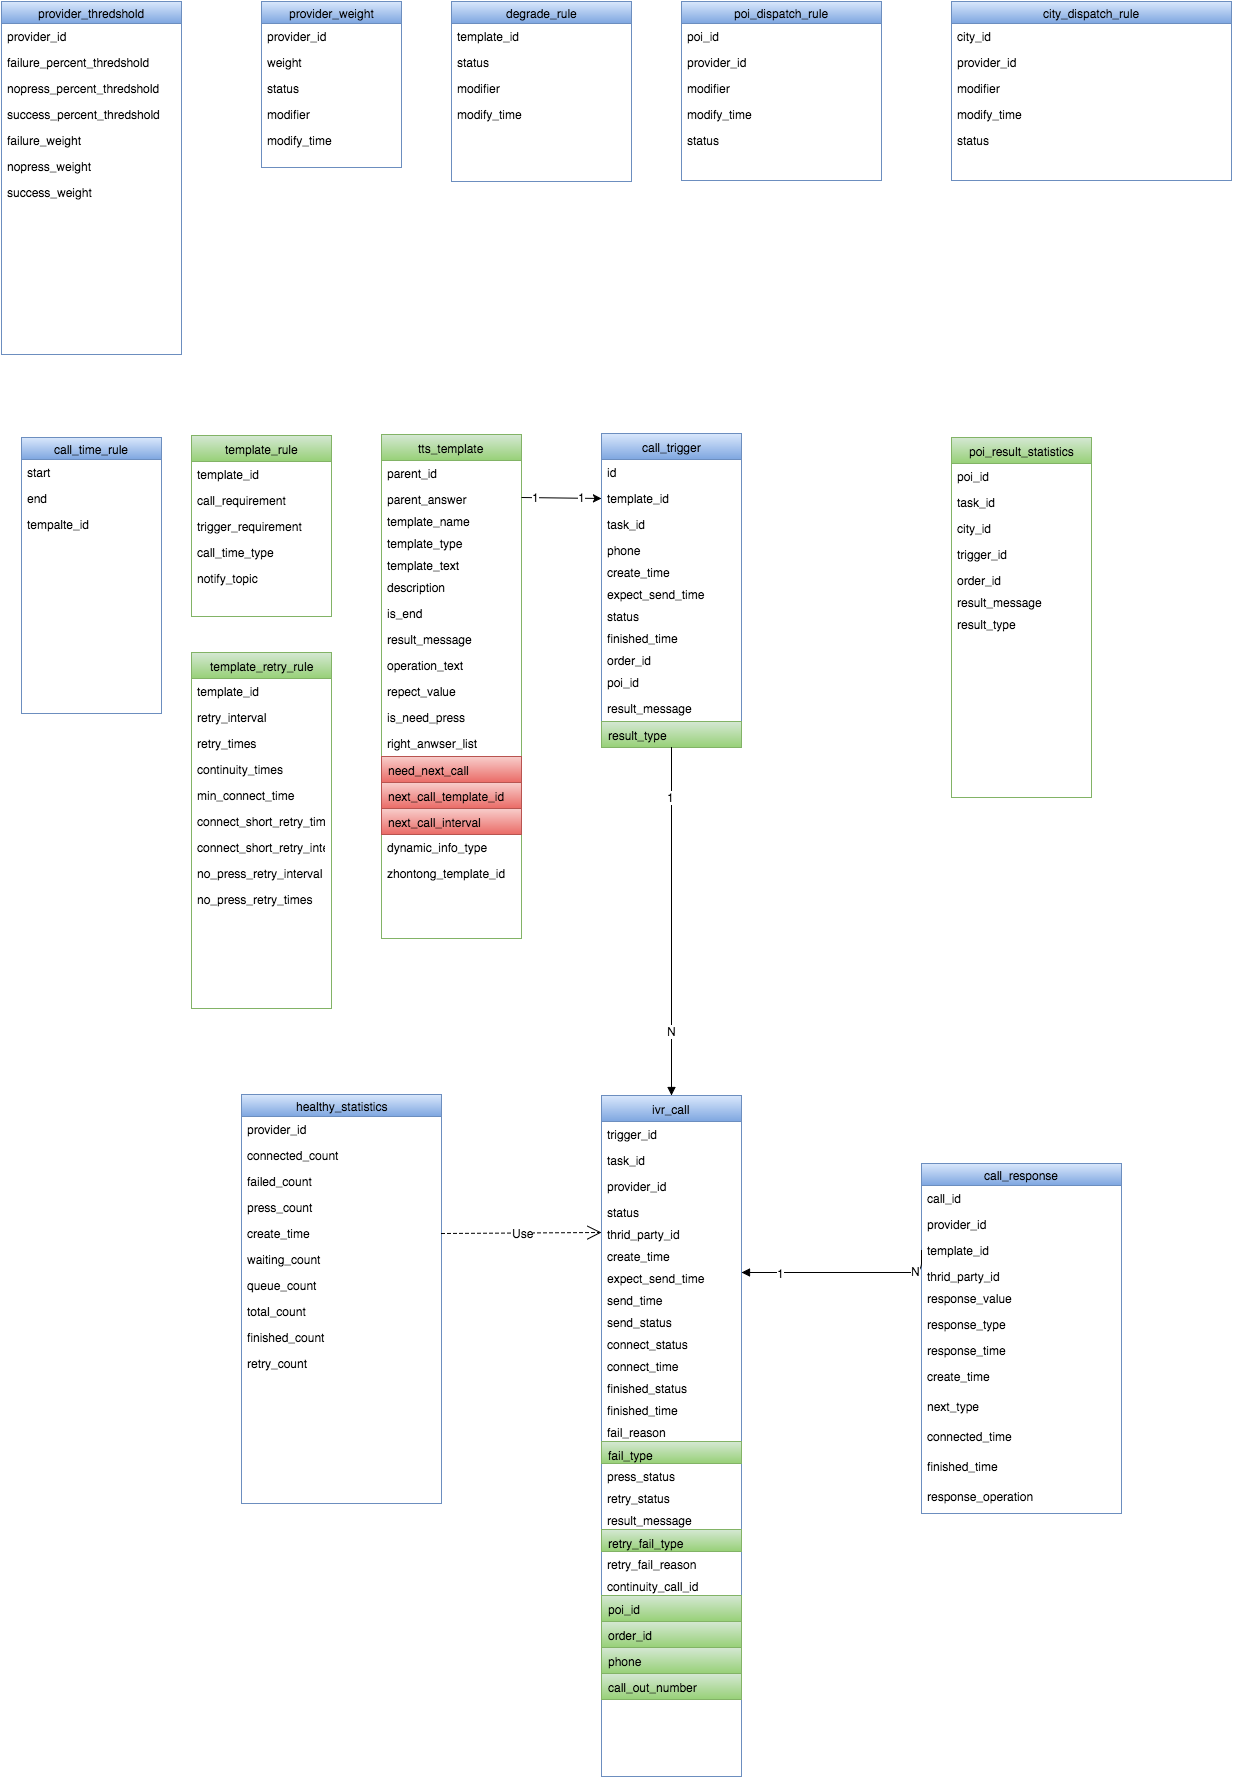 provider_thredshold
provider_id
failure_percent_thredshold
nopress_percent_thredshold
success_percent_thredshold
failure_weight
nopress_weight
success_weight
provider_weight
provider_id
weight
status
modifier
modify_time
degrade_rule
template_id
status
modifier
modify_time
poi_dispatch_rule
poi_id
provider_id
modifier
modify_time
status
city_dispatch_rule
city_id
provider_id
modifier
modify_time
status
call_time_rule
start
end
tempalte_id
template_rule
template_id
call_requirement
trigger_requirement
call_time_type
notify_topic
template_retry_rule
template_id
retry_interval
retry_times
continuity_times
min_connect_time
connect_short_retry_tim
connect_short_retry_inte
no_press_retry_interval
no_press_retry_times
tts_template
parent_id
parent_answer
template_name
template_type
template_text
description
is_end
result_message
operation_text
repect_value
is_need_press
right_anwser_list
need_next_call
next_call_template_id
next_call_interval
dynamic_info_type
zhontong_template_id
1
1
call_trigger
id
template_id
task_id
phone
create_time
expect_send_time
status
finished_time
order_id
poi_id
result_message
result_type
1
N
poi_result_statistics
poi_id
task_id
city_id
trigger_id
order_id
result_message
result_type
healthy_statistics
provider_id
connected_count
failed_count
press_count
create_time
waiting_count
queue_count
total_count
finished_count
retry_count
Use
ivr_call
trigger_id
task_id
provider_id
status
thrid_party_id
create_time
expect_send_time
send_time
send_status
connect_status
connect_time
finished_status
finished_time
fail_reason
fail_type
press_status
retry_status
result_message
retry_fail_type
retry_fail_reason
continuity_call_id
poi_id
order_id
phone
call_out_number
1
N
call_response
call_id
provider_id
template_id
thrid_party_id
response_value
response_type
response_time
create_time
next_type
connected_time
finished_time
response_operation